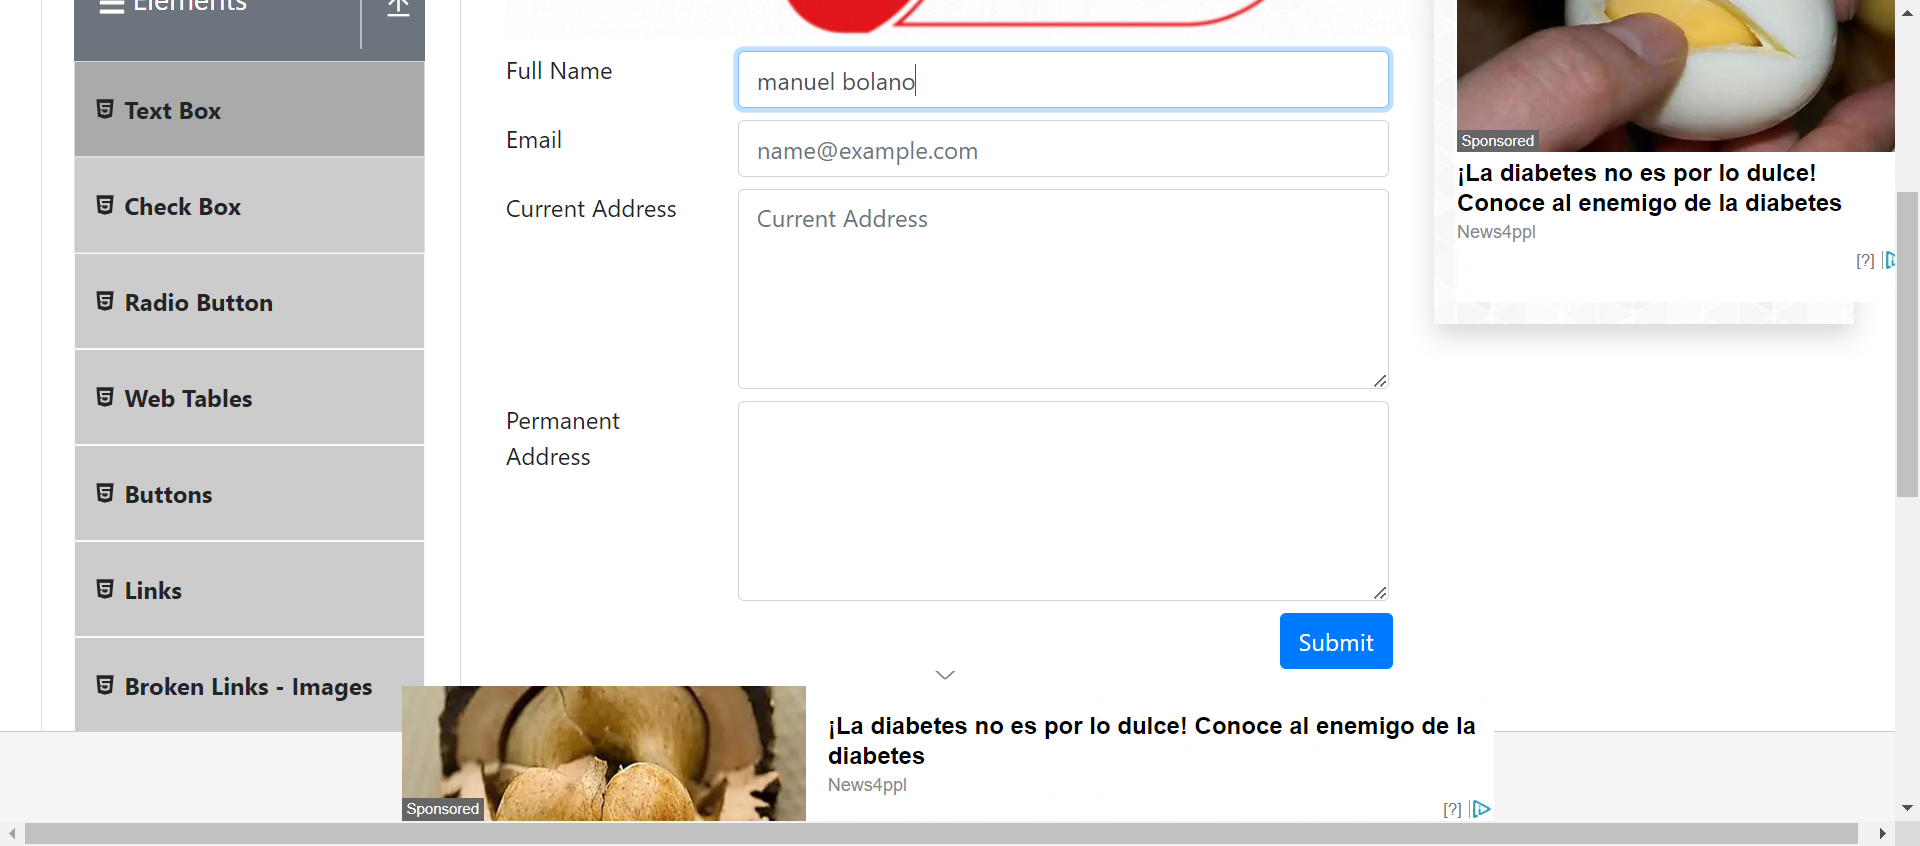 Elements
Text Box
Check Box
Radio Button
Web Tables
Buttons
Links
Broken Links - Images
Full Name
manuel bolano
Email
name@example.com
Current Address
Current Address
Permanent
Address
Submit
Sponsored
¡La diabetes no es por lo dulce!
Conoce al enemigo de la diabetes
News4ppl
[?]
Sponsored
¡La diabetes no es por lo dulce! Conoce al enemigo de la
diabetes
News4ppl
[?]